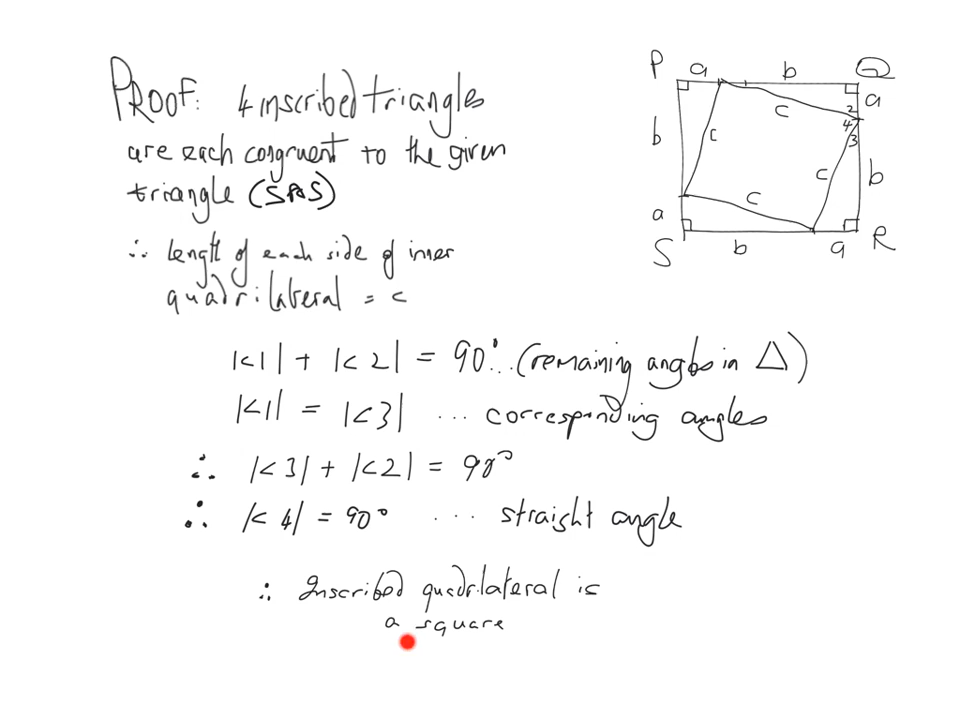 PROOF: 4 inscribed triangles
are each congruent to the given
triangle (SAS)
∴ length of each side of inner
quadrilateral = c
|<1| + |<2| = 90° ... (remaining angles in △)
|<1| = |<3| ... corresponding angles
∴ |<3| + |<2| = 90°
∴ |<4| = 90° ... straight angle
∴ Inscribed quadrilateral is
a square
P a b Q
a
2
c
4
b c 3
c b
c
a
S b a R